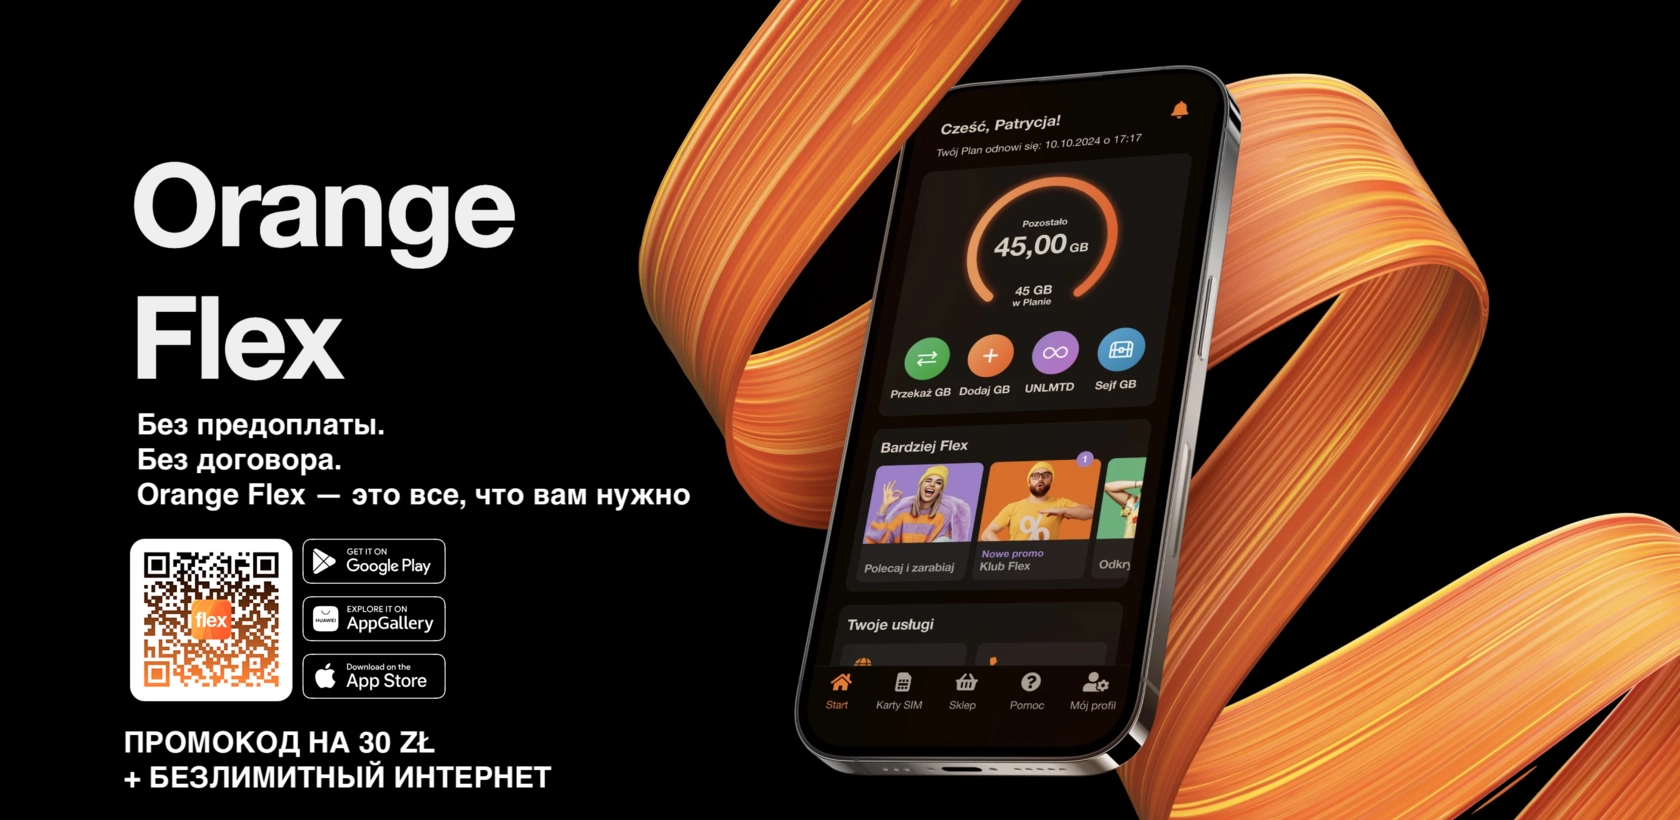 Orange
Flex
Без предоплаты.
Без договора.
Orange Flex — это все, что вам нужно
flex
GET IT ON
Google Play
HUAWEI
EXPLORE IT ON
AppGallery
Download on the
App Store
ПРОМОКОД НА 30 ZŁ
+ БЕЗЛИМИТНЫЙ ИНТЕРНЕТ
Cześć, Patrycja!
Twój Plan odnowi się: 10.10.2024 o 17:17
Pozostało
45,00 GB
45 GB
w Planie
Przekaż GB Dodaj GB UNLMTD Sejf GB
Bardziej Flex
1
%
Polecaj i zarabiaj
Nowe promo
Klub Flex
Odkry
Twoje usługi
Start Karty SIM Sklep Pomoc Mój profil